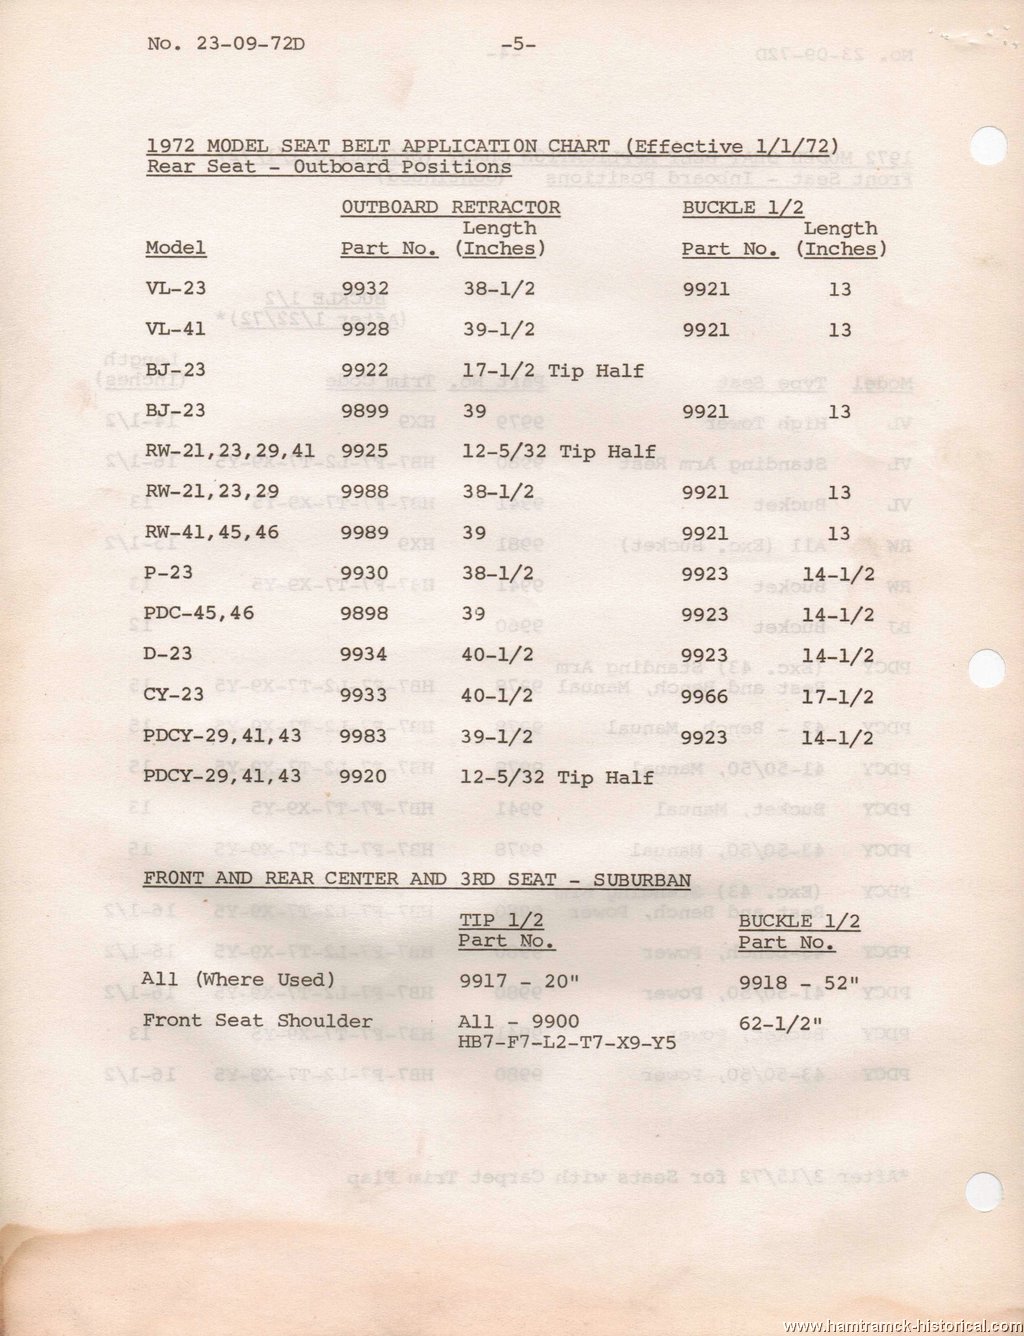 No. 23-09-72D -5-
1972 MODEL SEAT BELT APPLICATION CHART (Effective 1/1/72)
Rear Seat - Outboard Positions
OUTBOARD RETRACTOR BUCKLE 1/2
Length Length
Model Part No. (Inches) Part No. (Inches)
VL-23 9932 38-1/2 9921 13
VL-41 9928 39-1/2 9921 13
BJ-23 9922 17-1/2 Tip Half
BJ-23 9899 39 9921 13
RW-21,23,29,41 9925 12-5/32 Tip Half
RW-21,23,29 9988 38-1/2 9921 13
RW-41,45,46 9989 39 9921 13
P-23 9930 38-1/2 9923 14-1/2
PDC-45,46 9898 39 9923 14-1/2
D-23 9934 40-1/2 9923 14-1/2
CY-23 9933 40-1/2 9966 17-1/2
PDCY-29,41,43 9983 39-1/2 9923 14-1/2
PDCY-29,41,43 9920 12-5/32 Tip Half
FRONT AND REAR CENTER AND 3RD SEAT - SUBURBAN
TIP 1/2 BUCKLE 1/2
Part No. Part No.
All (Where Used) 9917 - 20" 9918 - 52"
Front Seat Shoulder All - 9900 62-1/2"
HB7-F7-L2-T7-X9-Y5
www.hamtramck-historical.com